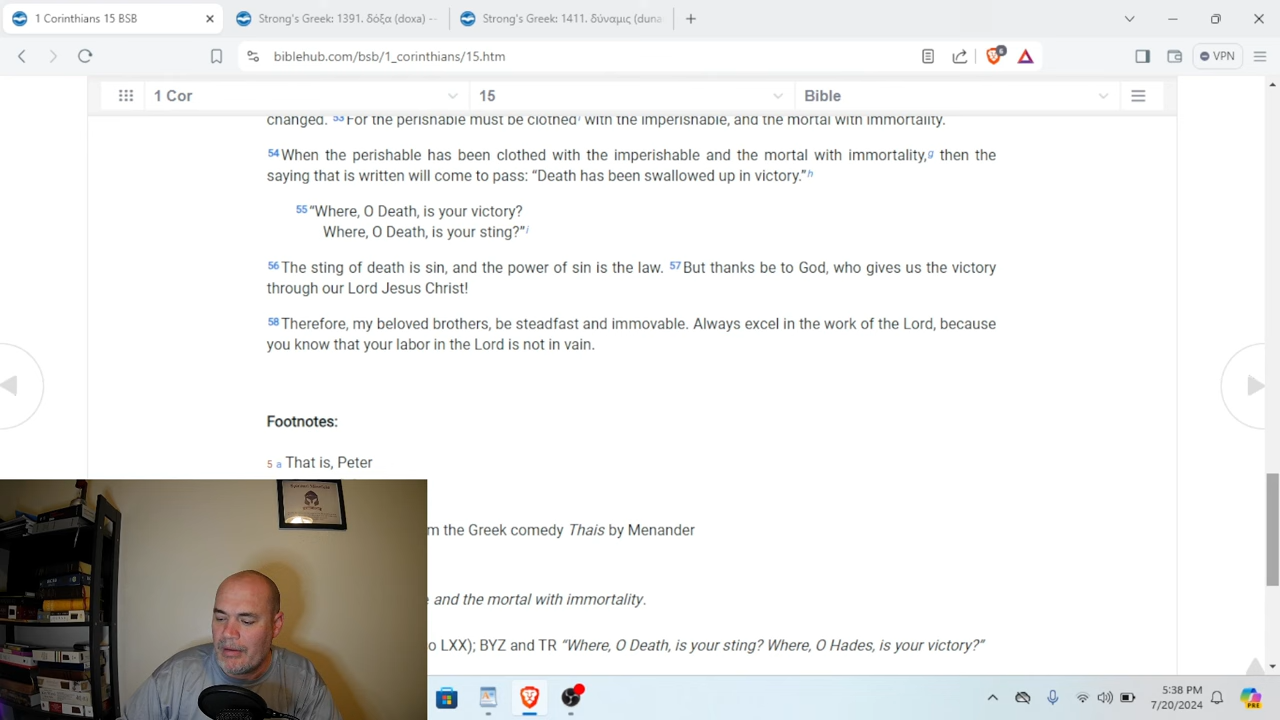 1 Corinthians 15 BSB
Strong's Greek: 1391. δόξα (doxa) --
Strong's Greek: 1411. δύναμις (duna
biblehub.com/bsb/1_corinthians/15.htm
6
VPN
1 Cor
15
Bible
changed. 53 For the perishable must be clothed f with the imperishable, and the mortal with immortality.
54 When the perishable has been clothed with the imperishable and the mortal with immortality, g then the
saying that is written will come to pass: “Death has been swallowed up in victory.” h
55 “Where, O Death, is your victory?
Where, O Death, is your sting?” i
56 The sting of death is sin, and the power of sin is the law. 57 But thanks be to God, who gives us the victory
through our Lord Jesus Christ!
58 Therefore, my beloved brothers, be steadfast and immovable. Always excel in the work of the Lord, because
you know that your labor in the Lord is not in vain.
Footnotes:
5 a That is, Peter
m the Greek comedy Thais by Menander
and the mortal with immortality.
o LXX); BYZ and TR “Where, O Death, is your sting? Where, O Hades, is your victory?”
5:38 PM
7/20/2024
PRE